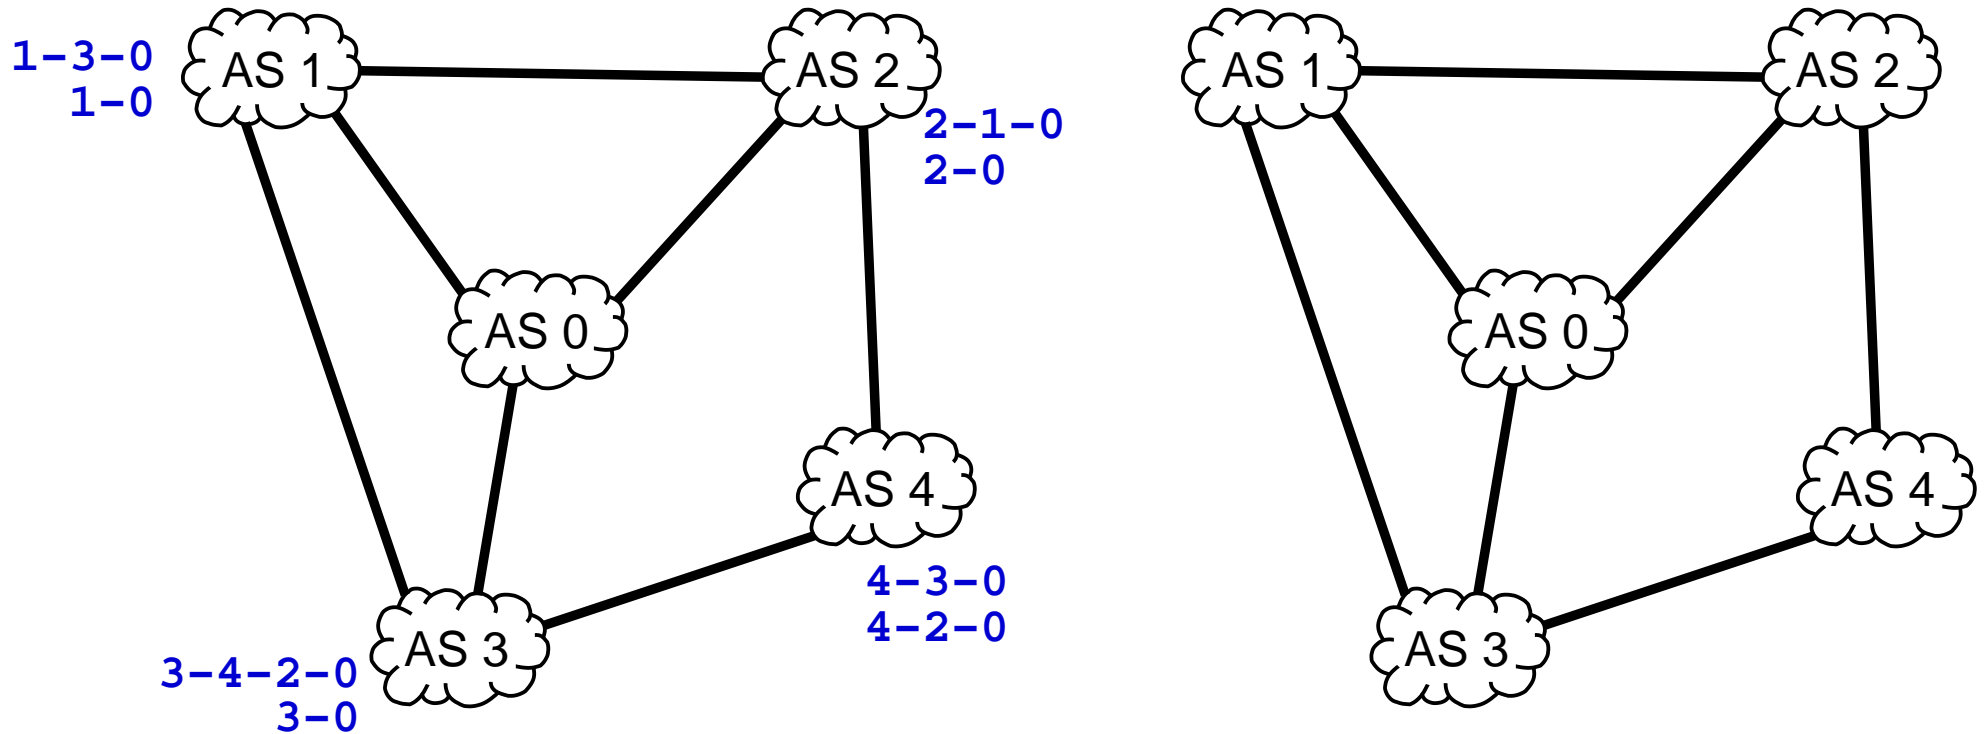 AS 1
AS 2
1-3-0
1-0
2-1-0
2-0
AS 0
AS 4
4-3-0
4-2-0
AS 3
3-4-2-0
3-0
AS 1
AS 2
AS 0
AS 4
AS 3